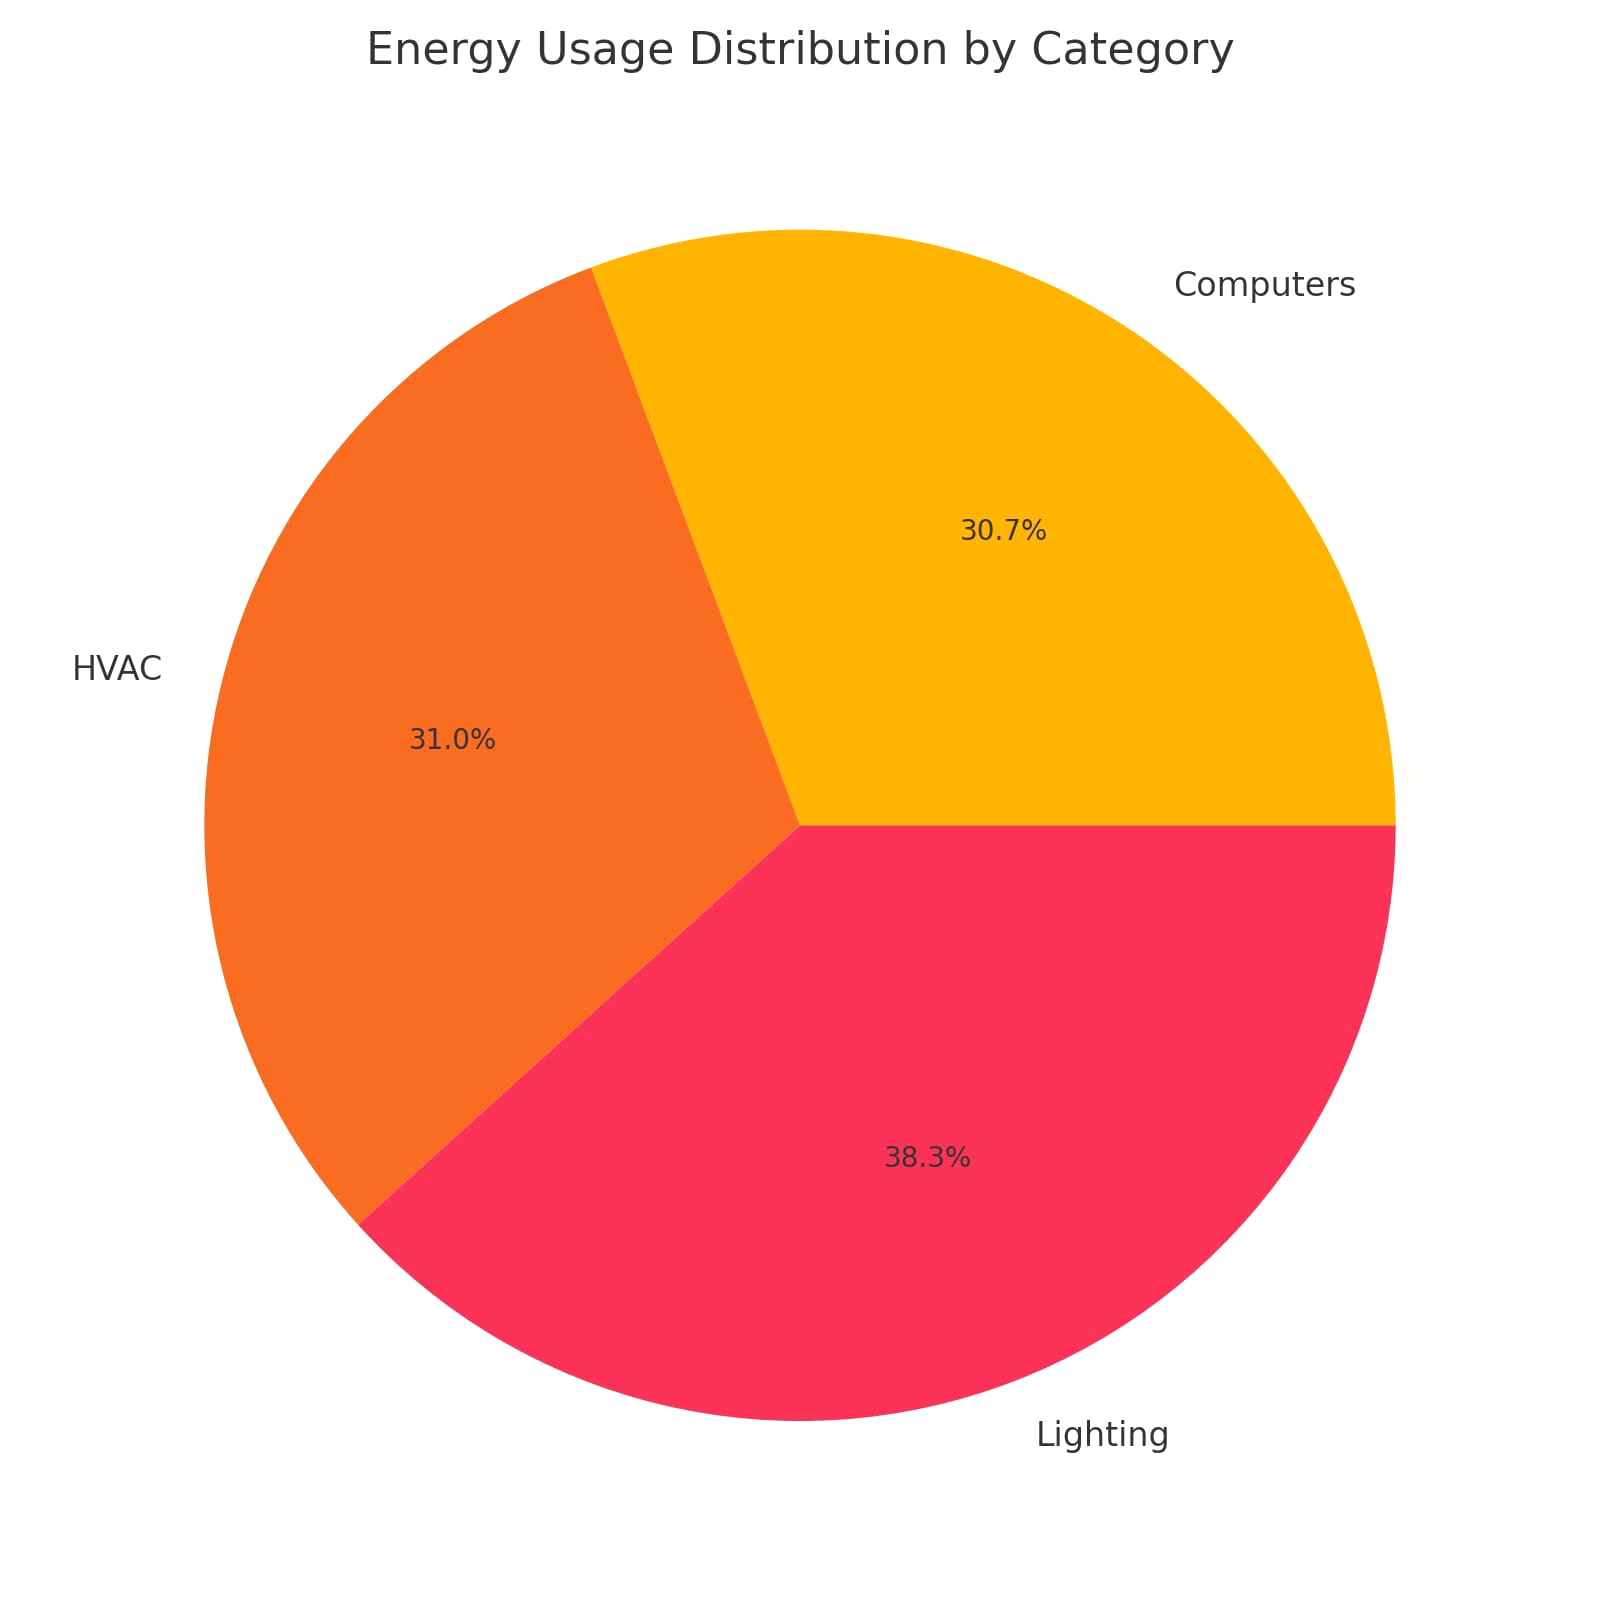 Energy Usage Distribution by Category
Computers
30.7%
HVAC
31.0%
38.3%
Lighting